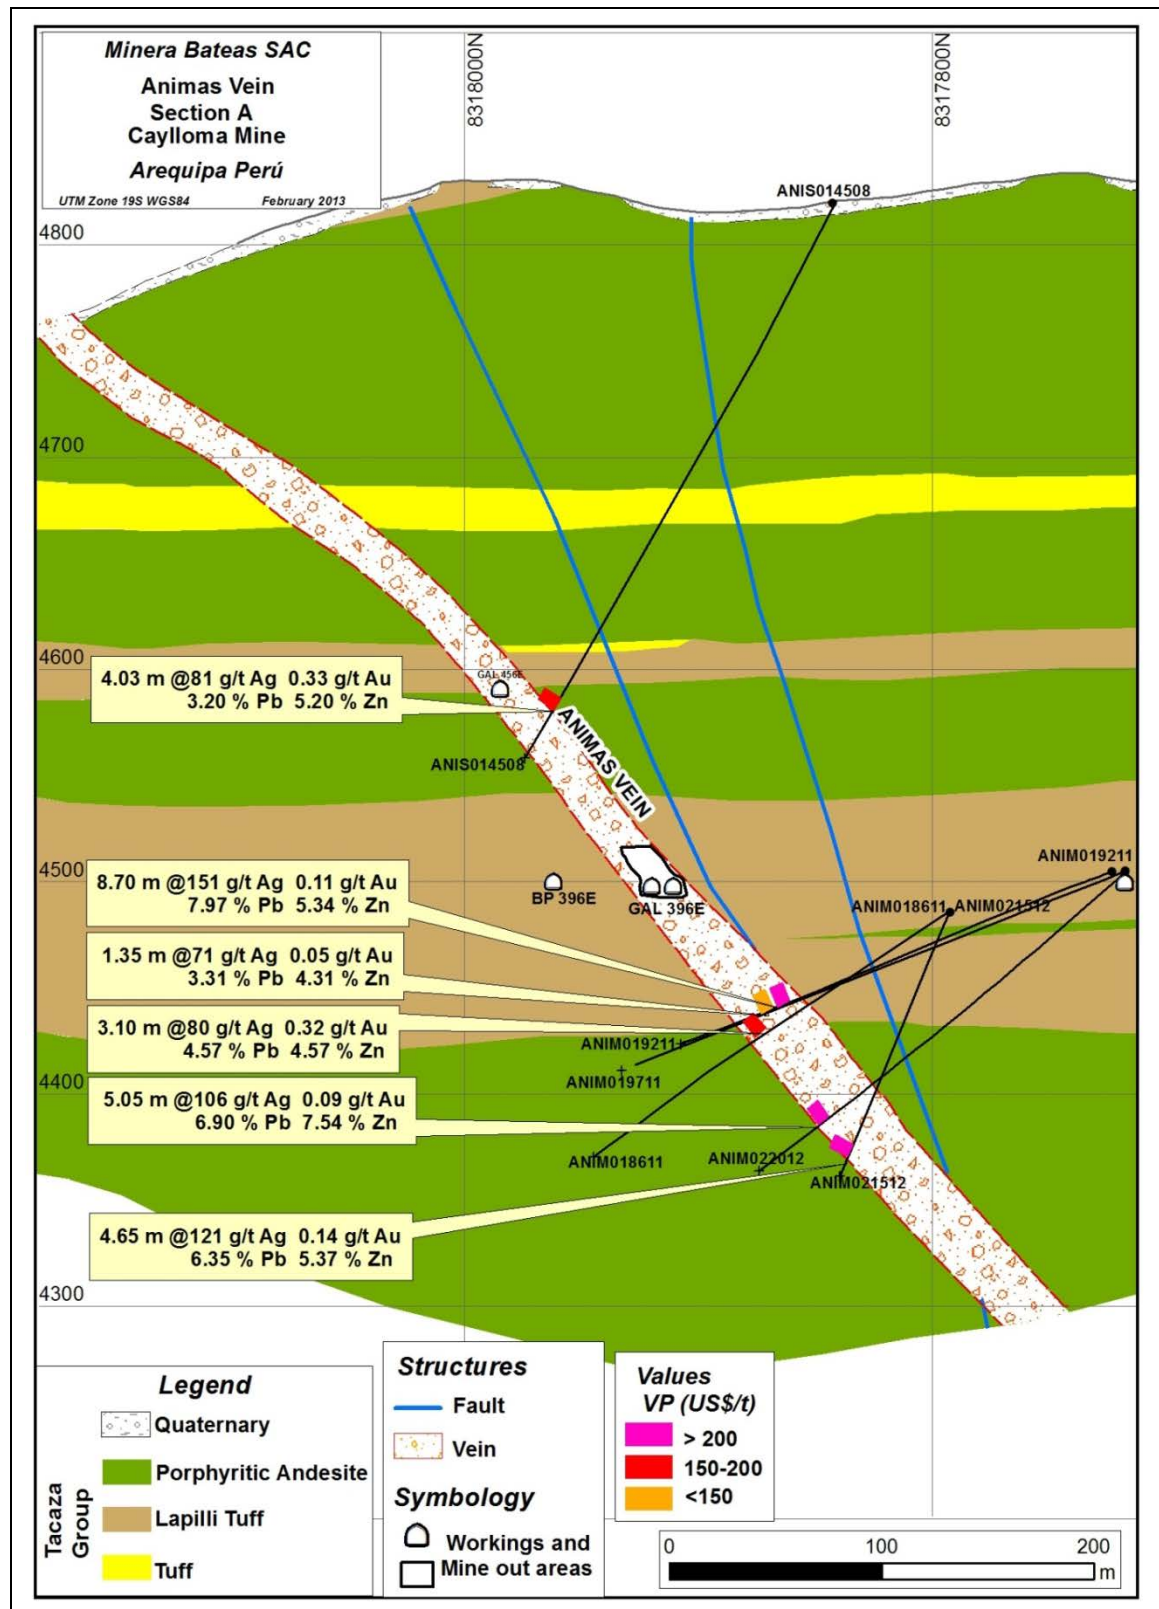 Minera Bateas SAC
Animas Vein
Section A
Caylloma Mine
Arequipa Perú
UTM Zone 19S WGS84 February 2013
8318000N
8317800N
ANIS014508
4800
4700
4600
GAL 456E
4.03 m @81 g/t Ag 0.33 g/t Au
3.20 % Pb 5.20 % Zn
ANIMAS VEIN
ANIS014508
4500
ANIM019211
8.70 m @151 g/t Ag 0.11 g/t Au
7.97 % Pb 5.34 % Zn
BP 396E
GAL 396E
ANIM018611
ANIM021512
1.35 m @71 g/t Ag 0.05 g/t Au
3.31 % Pb 4.31 % Zn
3.10 m @80 g/t Ag 0.32 g/t Au
4.57 % Pb 4.57 % Zn
ANIM019211
ANIM019711
4400
5.05 m @106 g/t Ag 0.09 g/t Au
6.90 % Pb 7.54 % Zn
ANIM018611
ANIM022012
ANIM021512
4.65 m @121 g/t Ag 0.14 g/t Au
6.35 % Pb 5.37 % Zn
4300
Legend
Quaternary
Tacaza
Group
Porphyritic Andesite
Lapilli Tuff
Tuff
Structures
Fault
Vein
Symbology
Workings and
Mine out areas
Values
VP (US$/t)
> 200
150-200
<150
0 100 200
m